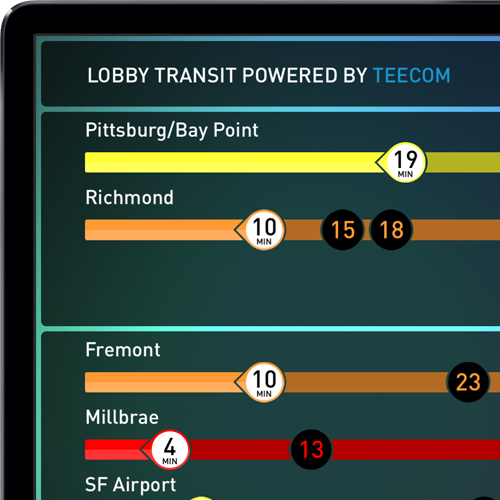 LOBBY TRANSIT POWERED BY TEECOM
Pittsburg/Bay Point
19
MIN
Richmond
10 15 18
MIN
Fremont
10 23
MIN
Millbrae
4 13
MIN
SF Airport